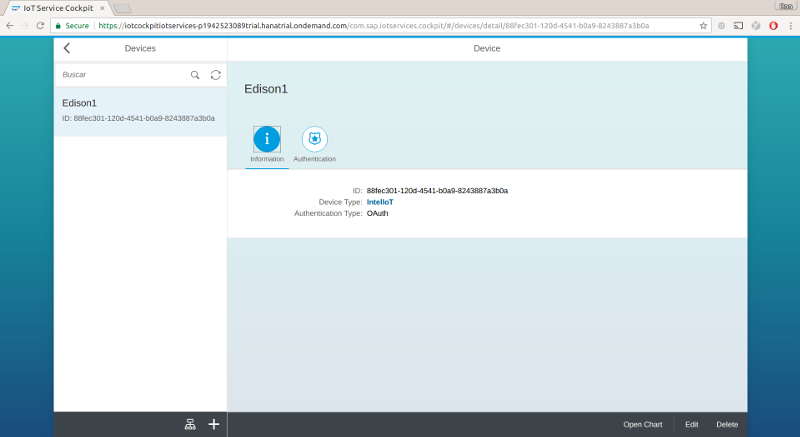 IoT Service Cockpit
Ron
Secure
https://iotcockpitiotservices-p1942523089trial.hanatrial.ondemand.com/com.sap.iotservices.cockpit/#/devices/detail/88fec301-120d-4541-b0a9-8243887a3b0a
Devices
Device
Buscar
Edison1
ID: 88fec301-120d-4541-b0a9-8243887a3b0a
Edison1
Information
Authentication
ID: 88fec301-120d-4541-b0a9-8243887a3b0a
Device Type: IntelIoT
Authentication Type: OAuth
Open Chart
Edit
Delete